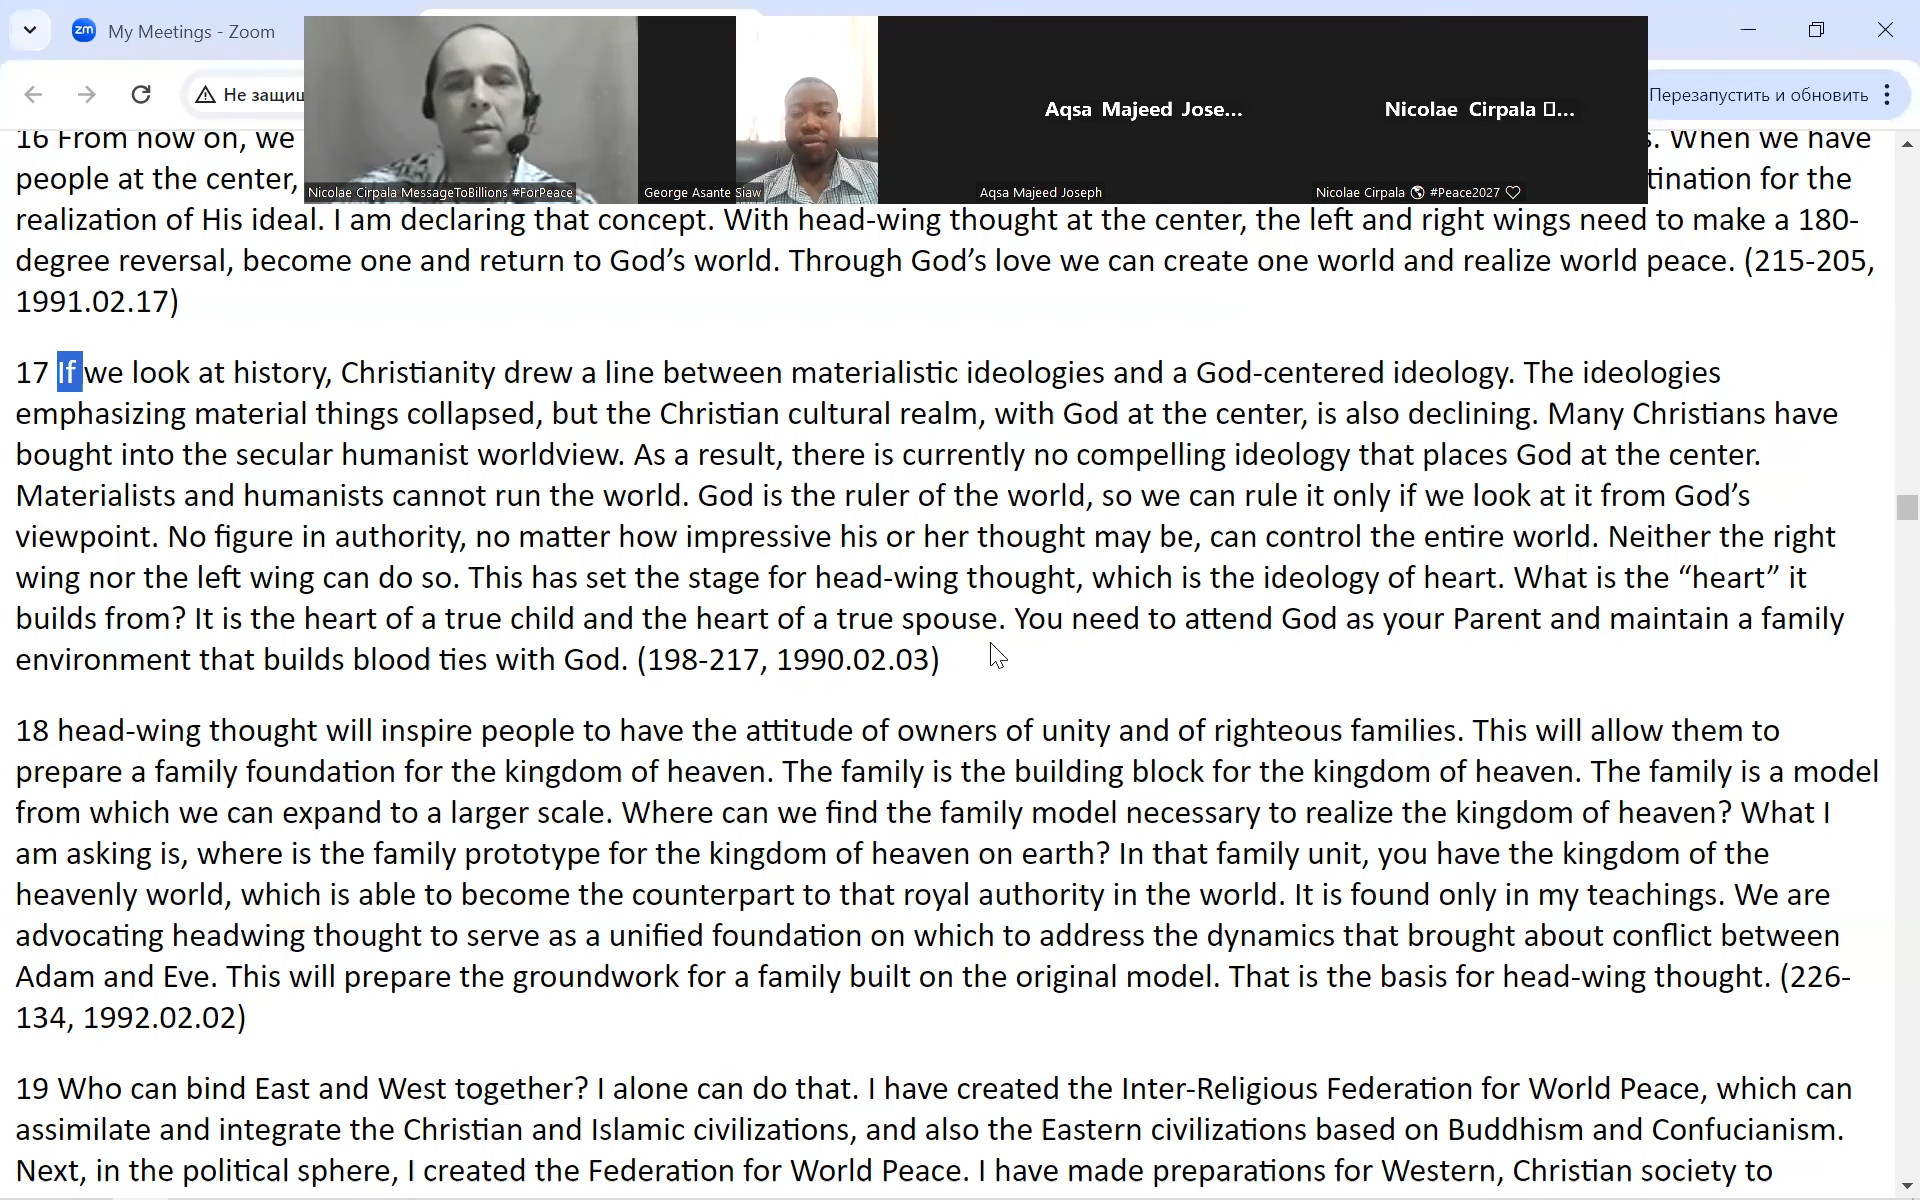 My Meetings - Zoom
Не защищ
Перезапустить и обновить
Aqsa Majeed Jose...
Nicolae Cirpala ...
Nicolae Cirpala MessageToBillions #ForPeace
George Asante Siaw
Aqsa Majeed Joseph
Nicolae Cirpala 🌎 #Peace2027 ♡
16 From now on, we
s. When we have
people at the center,
tination for the
realization of His ideal. I am declaring that concept. With head-wing thought at the center, the left and right wings need to make a 180-
degree reversal, become one and return to God’s world. Through God’s love we can create one world and realize world peace. (215-205,
1991.02.17)
17 If we look at history, Christianity drew a line between materialistic ideologies and a God-centered ideology. The ideologies
emphasizing material things collapsed, but the Christian cultural realm, with God at the center, is also declining. Many Christians have
bought into the secular humanist worldview. As a result, there is currently no compelling ideology that places God at the center.
Materialists and humanists cannot run the world. God is the ruler of the world, so we can rule it only if we look at it from God’s
viewpoint. No figure in authority, no matter how impressive his or her thought may be, can control the entire world. Neither the right
wing nor the left wing can do so. This has set the stage for head-wing thought, which is the ideology of heart. What is the “heart” it
builds from? It is the heart of a true child and the heart of a true spouse. You need to attend God as your Parent and maintain a family
environment that builds blood ties with God. (198-217, 1990.02.03)
18 head-wing thought will inspire people to have the attitude of owners of unity and of righteous families. This will allow them to
prepare a family foundation for the kingdom of heaven. The family is the building block for the kingdom of heaven. The family is a model
from which we can expand to a larger scale. Where can we find the family model necessary to realize the kingdom of heaven? What I
am asking is, where is the family prototype for the kingdom of heaven on earth? In that family unit, you have the kingdom of the
heavenly world, which is able to become the counterpart to that royal authority in the world. It is found only in my teachings. We are
advocating headwing thought to serve as a unified foundation on which to address the dynamics that brought about conflict between
Adam and Eve. This will prepare the groundwork for a family built on the original model. That is the basis for head-wing thought. (226-
134, 1992.02.02)
19 Who can bind East and West together? I alone can do that. I have created the Inter-Religious Federation for World Peace, which can
assimilate and integrate the Christian and Islamic civilizations, and also the Eastern civilizations based on Buddhism and Confucianism.
Next, in the political sphere, I created the Federation for World Peace. I have made preparations for Western, Christian society to